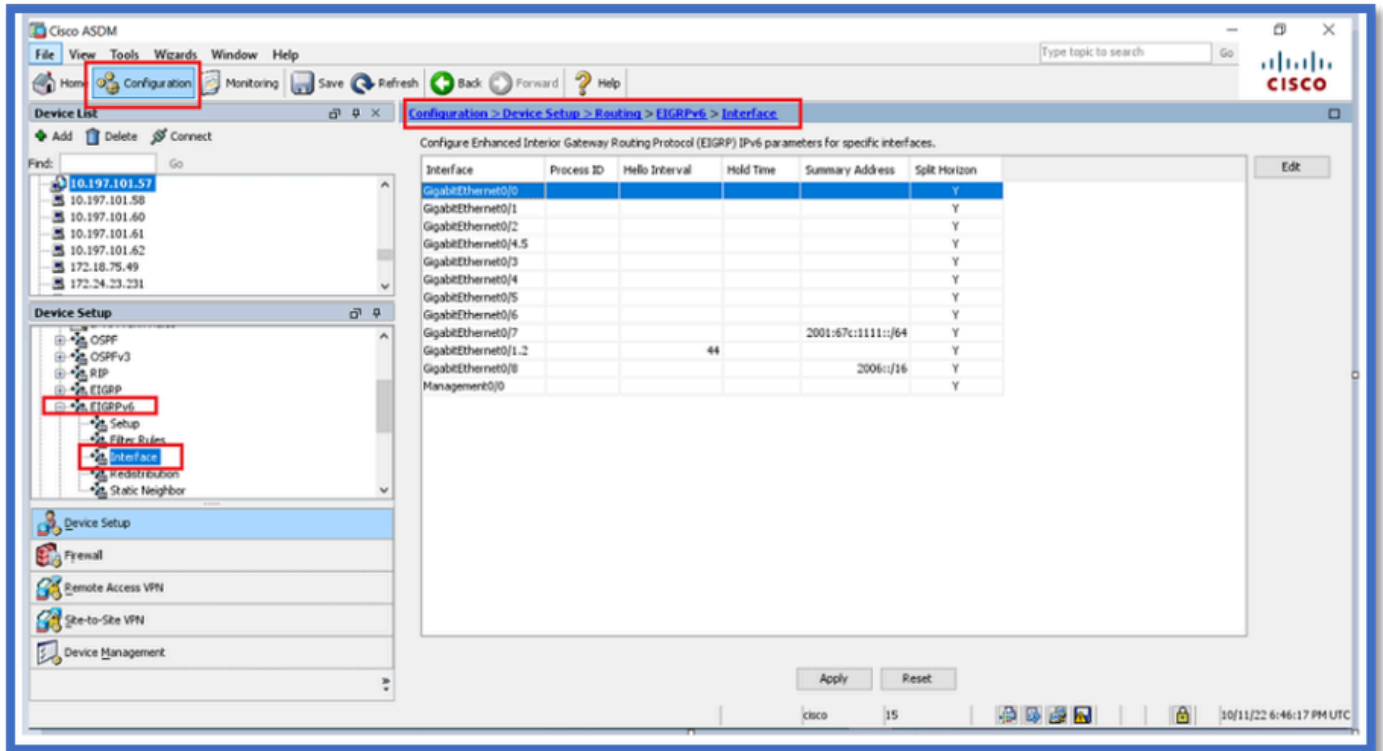 Cisco ASDM
File View Tools Wizards Window Help
Type topic to search Go
Home Configuration Monitoring Save Refresh Back Forward Help
CISCO
Device List
Add Delete Connect
Find: Go
10.197.101.57
10.197.101.58
10.197.101.60
10.197.101.61
10.197.101.62
172.18.75.49
172.24.23.231
Device Setup
OSPF
OSPFv3
RIP
EIGRP
EIGRPv6
Setup
Filter Rules
Interface
Redistribution
Static Neighbor
Device Setup
Firewall
Remote Access VPN
Site-to-Site VPN
Device Management
Configuration > Device Setup > Routing > EIGRPv6 > Interface
Configure Enhanced Interior Gateway Routing Protocol (EIGRP) IPv6 parameters for specific interfaces.
Interface Process ID Hello Interval Hold Time Summary Address Split Horizon
GigabitEthernet0/0 Y
GigabitEthernet0/1 Y
GigabitEthernet0/2 Y
GigabitEthernet0/4.5 Y
GigabitEthernet0/3 Y
GigabitEthernet0/4 Y
GigabitEthernet0/5 Y
GigabitEthernet0/6 Y
GigabitEthernet0/7 2001:67c:1111::/64 Y
GigabitEthernet0/1.2 44 Y
GigabitEthernet0/8 2006::/16 Y
Management0/0 Y
Edit
Apply Reset
cisco 15 10/11/22 6:46:17 PM UTC